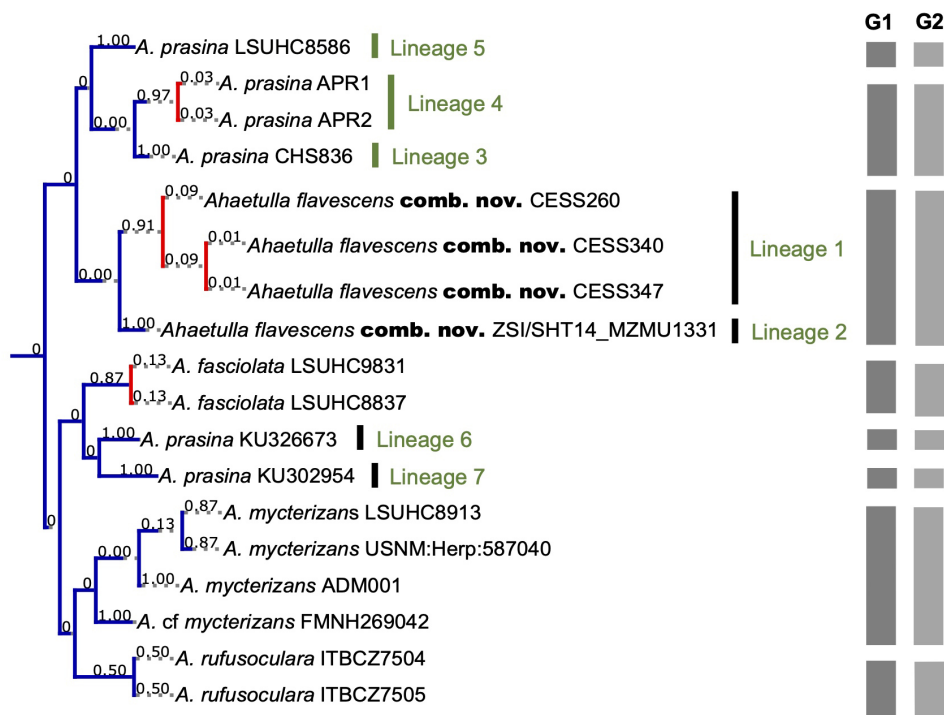 G1 G2
1.00 A. prasina LSUHC8586 Lineage 5
0 0.03 A. prasina APR1
0.97 Lineage 4
0.00 0.03 A. prasina APR2
1.00 A. prasina CHS836 Lineage 3
0
0.09 Ahaetulla flavescens comb. nov. CESS260
0.91
0.01 Ahaetulla flavescens comb. nov. CESS340 Lineage 1
0.09
0.00 0.01 Ahaetulla flavescens comb. nov. CESS347
1.00 Ahaetulla flavescens comb. nov. ZSI/SHT14_MZMU1331 Lineage 2
0
0.13 A. fasciolata LSUHC9831
0.87
0.13 A. fasciolata LSUHC8837
0
1.00 A. prasina KU326673 Lineage 6
0
1.00 A. prasina KU302954 Lineage 7
0.87 A. mycterizans LSUHC8913
0 0.13
0.87 A. mycterizans USNM:Herp:587040
0.00
1.00 A. mycterizans ADM001
0
1.00 A. cf mycterizans FMNH269042
0
0.50 A. rufusoculara ITBCZ7504
0.50
0.50 A. rufusoculara ITBCZ7505